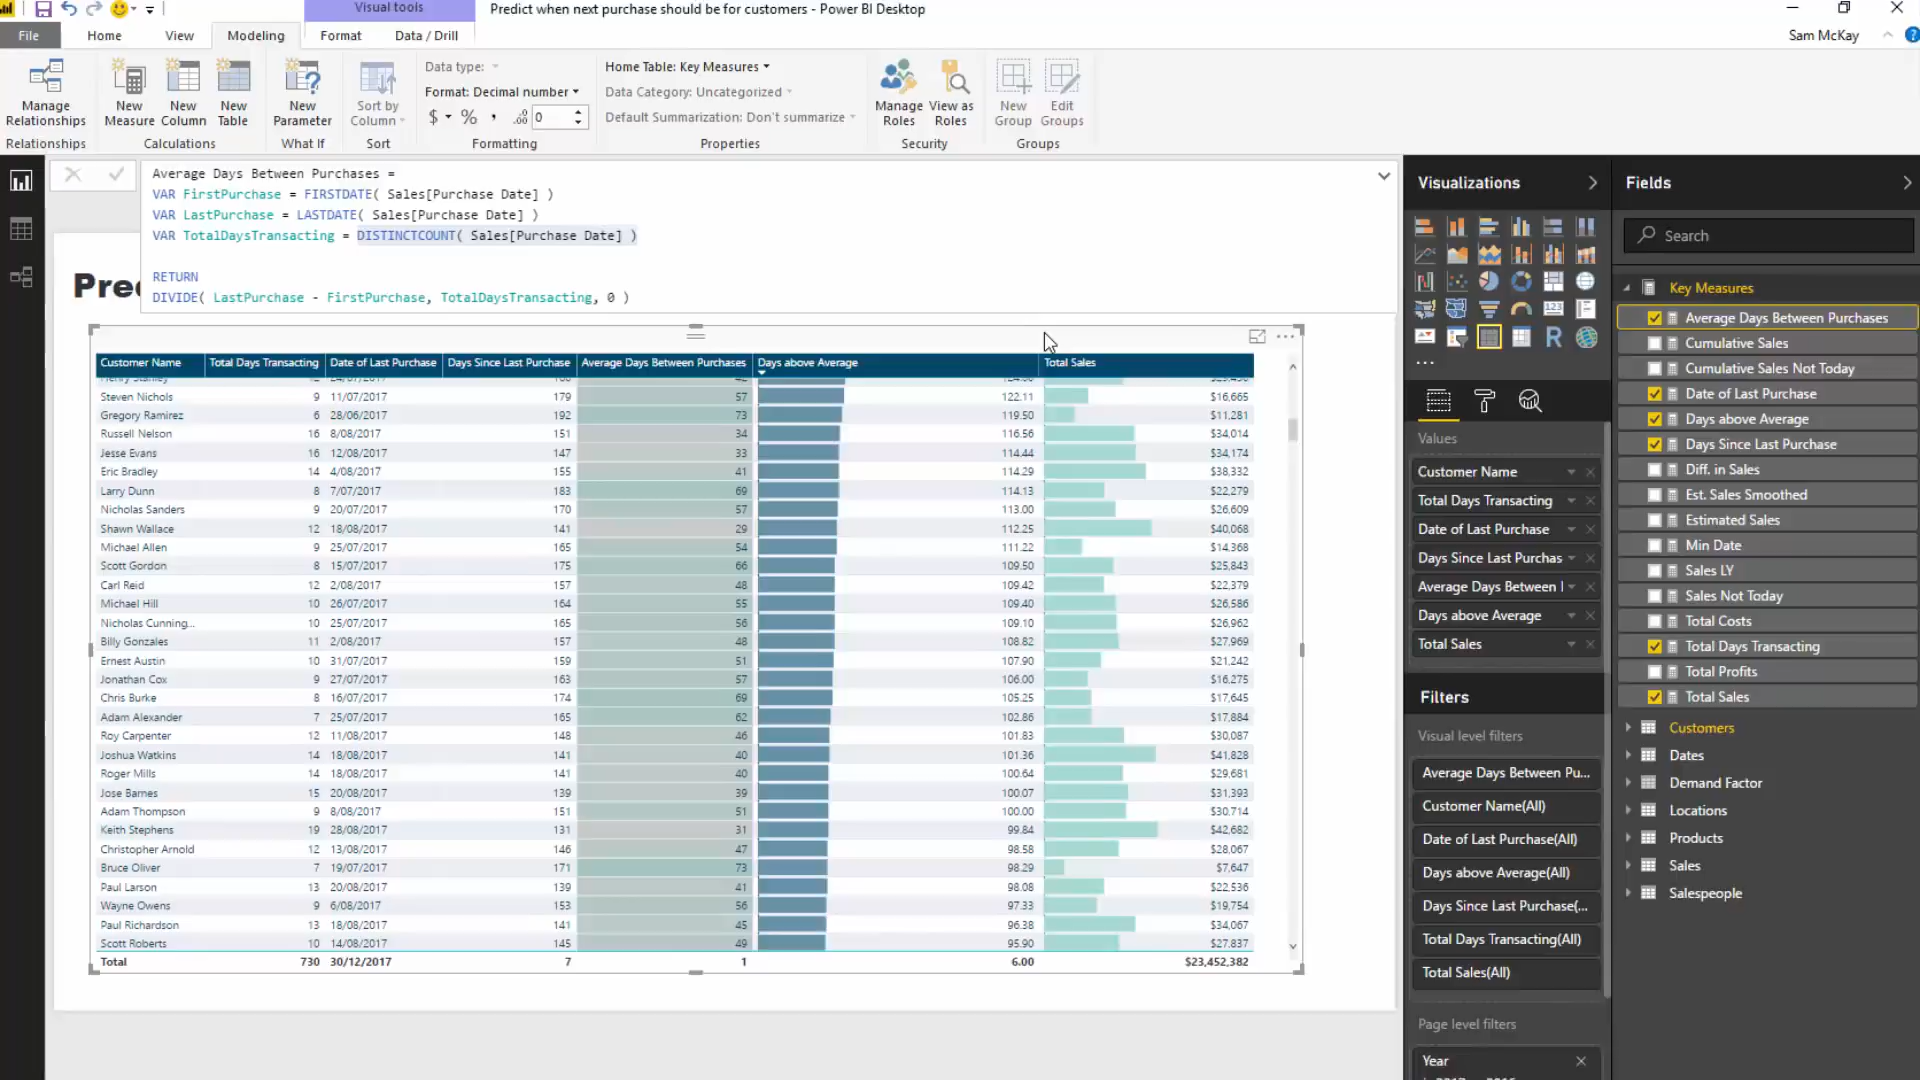 Visual tools
Predict when next purchase should be for customers - Power BI Desktop
File
Home
View
Modeling
Format
Data / Drill
Sam McKay
Manage Relationships
Relationships
New Measure
New Column
New Table
Calculations
New Parameter
What If
Sort by Column
Sort
Data type:
Format: Decimal number
$ % , .00 0
Formatting
Home Table: Key Measures
Data Category: Uncategorized
Default Summarization: Don't summarize
Properties
Manage Roles
View as Roles
Security
New Group
Edit Groups
Groups
Average Days Between Purchases =
VAR FirstPurchase = FIRSTDATE( Sales[Purchase Date] )
VAR LastPurchase = LASTDATE( Sales[Purchase Date] )
VAR TotalDaysTransacting = DISTINCTCOUNT( Sales[Purchase Date] )
RETURN
DIVIDE( LastPurchase - FirstPurchase, TotalDaysTransacting, 0 )
Customer Name Total Days Transacting Date of Last Purchase Days Since Last Purchase Average Days Between Purchases Days above Average Total Sales
Steven Nichols 9 11/07/2017 179 57 122.11 $16,665
Gregory Ramirez 6 28/06/2017 192 73 119.50 $11,281
Russell Nelson 16 8/08/2017 151 34 116.56 $34,014
Jesse Evans 16 12/08/2017 147 33 114.44 $34,174
Eric Bradley 14 4/08/2017 155 41 114.29 $38,332
Larry Dunn 8 7/07/2017 183 69 114.13 $22,279
Nicholas Sanders 9 20/07/2017 170 57 113.00 $26,609
Shawn Wallace 12 18/08/2017 141 29 112.25 $40,068
Michael Allen 9 25/07/2017 165 54 111.22 $14,368
Scott Gordon 8 15/07/2017 175 66 109.50 $25,843
Carl Reid 12 2/08/2017 157 48 109.42 $22,379
Michael Hill 10 26/07/2017 164 55 109.40 $26,586
Nicholas Cunning... 10 25/07/2017 165 56 109.10 $26,962
Billy Gonzales 11 2/08/2017 157 48 108.82 $27,969
Ernest Austin 10 31/07/2017 159 51 107.90 $21,242
Jonathan Cox 9 27/07/2017 163 57 106.00 $16,275
Chris Burke 8 16/07/2017 174 69 105.25 $17,645
Adam Alexander 7 25/07/2017 165 62 102.86 $17,884
Roy Carpenter 12 11/08/2017 148 46 101.83 $30,087
Joshua Watkins 14 18/08/2017 141 40 101.36 $41,828
Roger Mills 14 18/08/2017 141 40 100.64 $29,681
Jose Barnes 15 20/08/2017 139 39 100.07 $31,393
Adam Thompson 9 8/08/2017 151 51 100.00 $30,714
Keith Stephens 19 28/08/2017 131 31 99.84 $42,682
Christopher Arnold 12 13/08/2017 146 47 98.58 $28,067
Bruce Oliver 7 19/07/2017 171 73 98.29 $7,647
Paul Larson 13 20/08/2017 139 41 98.08 $22,536
Wayne Owens 9 6/08/2017 153 56 97.33 $19,754
Paul Richardson 13 18/08/2017 141 45 96.38 $34,067
Scott Roberts 10 14/08/2017 145 49 95.90 $27,837
Total 730 30/12/2017 7 1 6.00 $23,452,382
Visualizations
R
Values
Customer Name
Total Days Transacting
Date of Last Purchase
Days Since Last Purchas
Average Days Between
Days above Average
Total Sales
Filters
Visual level filters
Average Days Between Pu...
Customer Name(All)
Date of Last Purchase(All)
Days above Average(All)
Days Since Last Purchase(...
Total Days Transacting(All)
Total Sales(All)
Page level filters
Year
Fields
Search
Key Measures
Average Days Between Purchases
Cumulative Sales
Cumulative Sales Not Today
Date of Last Purchase
Days above Average
Days Since Last Purchase
Diff. in Sales
Est. Sales Smoothed
Estimated Sales
Min Date
Sales LY
Sales Not Today
Total Costs
Total Days Transacting
Total Profits
Total Sales
Customers
Dates
Demand Factor
Locations
Products
Sales
Salespeople